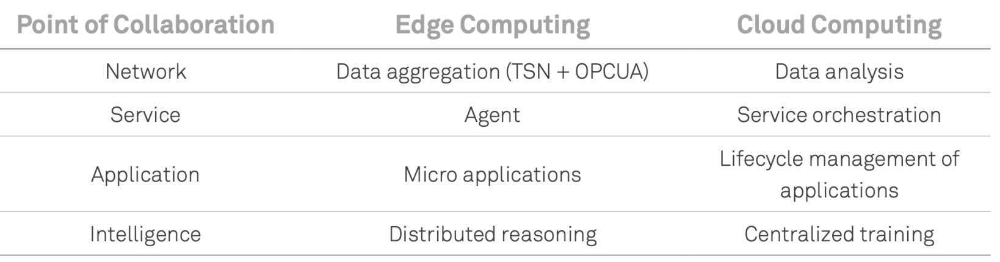 Point of Collaboration Edge Computing Cloud Computing
Network Data aggregation (TSN + OPCUA) Data analysis
Service Agent Service orchestration
Application Micro applications Lifecycle management of
applications
Intelligence Distributed reasoning Centralized training